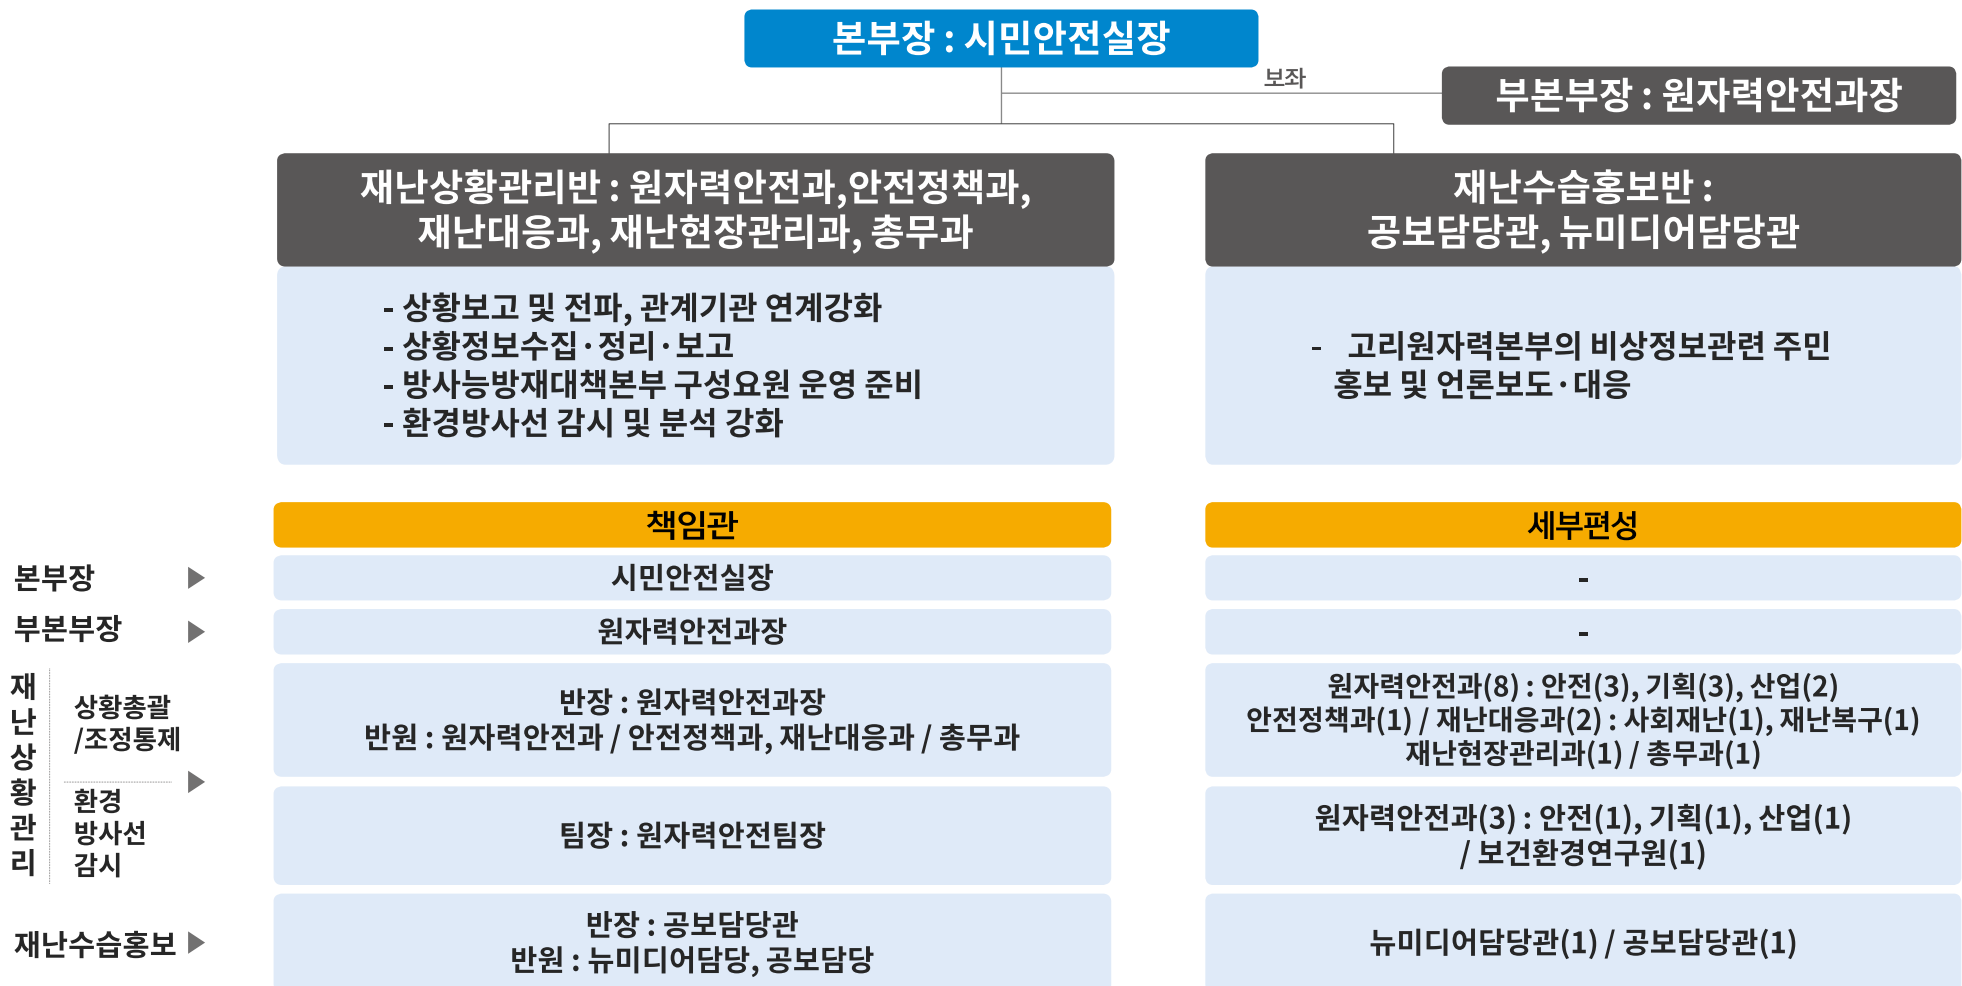 본부장 : 시민안전실장
보좌
부본부장 : 원자력안전과장
재난상황관리반 : 원자력안전과,안전정책과,
재난대응과, 재난현장관리과, 총무과
- 상황보고 및 전파, 관계기관 연계강화
- 상황정보수집·정리·보고
- 방사능방재대책본부 구성요원 운영 준비
- 환경방사선 감시 및 분석 강화
재난수습홍보반 :
공보담당관, 뉴미디어담당관
- 고리원자력본부의 비상정보관련 주민
홍보 및 언론보도·대응
책임관
세부편성
본부장
시민안전실장
-
부본부장
원자력안전과장
-
재난상황관리
상황총괄
/조정통제
반장 : 원자력안전과장
반원 : 원자력안전과 / 안전정책과, 재난대응과 / 총무과
원자력안전과(8) : 안전(3), 기획(3), 산업(2)
안전정책과(1) / 재난대응과(2) : 사회재난(1), 재난복구(1)
재난현장관리과(1) / 총무과(1)
환경
방사선
감시
팀장 : 원자력안전팀장
원자력안전과(3) : 안전(1), 기획(1), 산업(1)
/ 보건환경연구원(1)
재난수습홍보
반장 : 공보담당관
반원 : 뉴미디어담당, 공보담당
뉴미디어담당관(1) / 공보담당관(1)